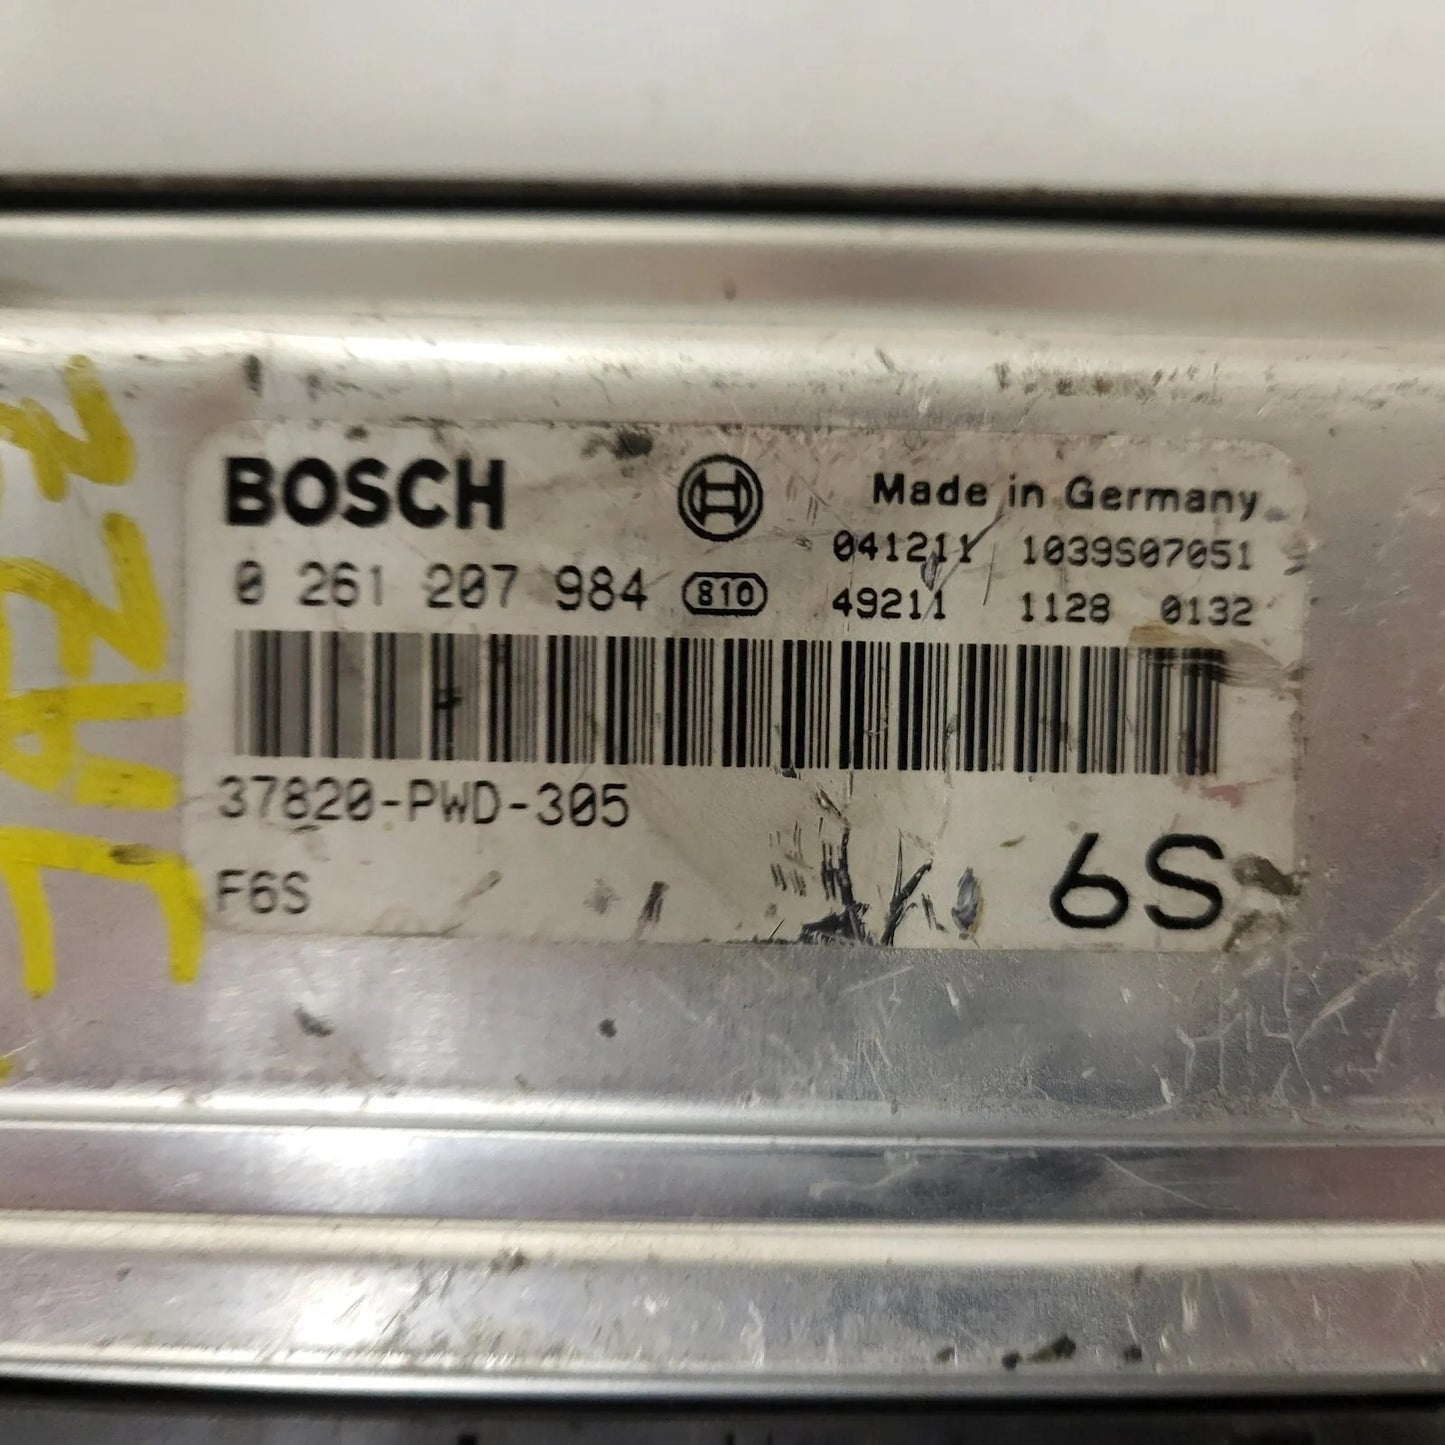 BOSCH
Made in Germany
041211 1039S07051
0 261 207 984 810 49211 1128 0132
37820-PWD-305
F6S
6S